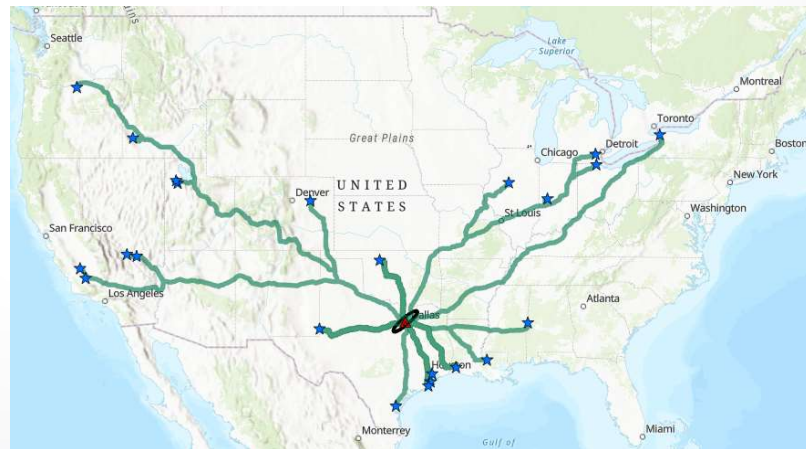 Seattle
Lake
Superior
Montreal
Toronto
Great Plains
Detroit
Chicago
Boston
New York
UNITED
STATES
Denver
St Louis
Washington
San Francisco
Los Angeles
Atlanta
Houston
Monterrey
Miami
Gulf of